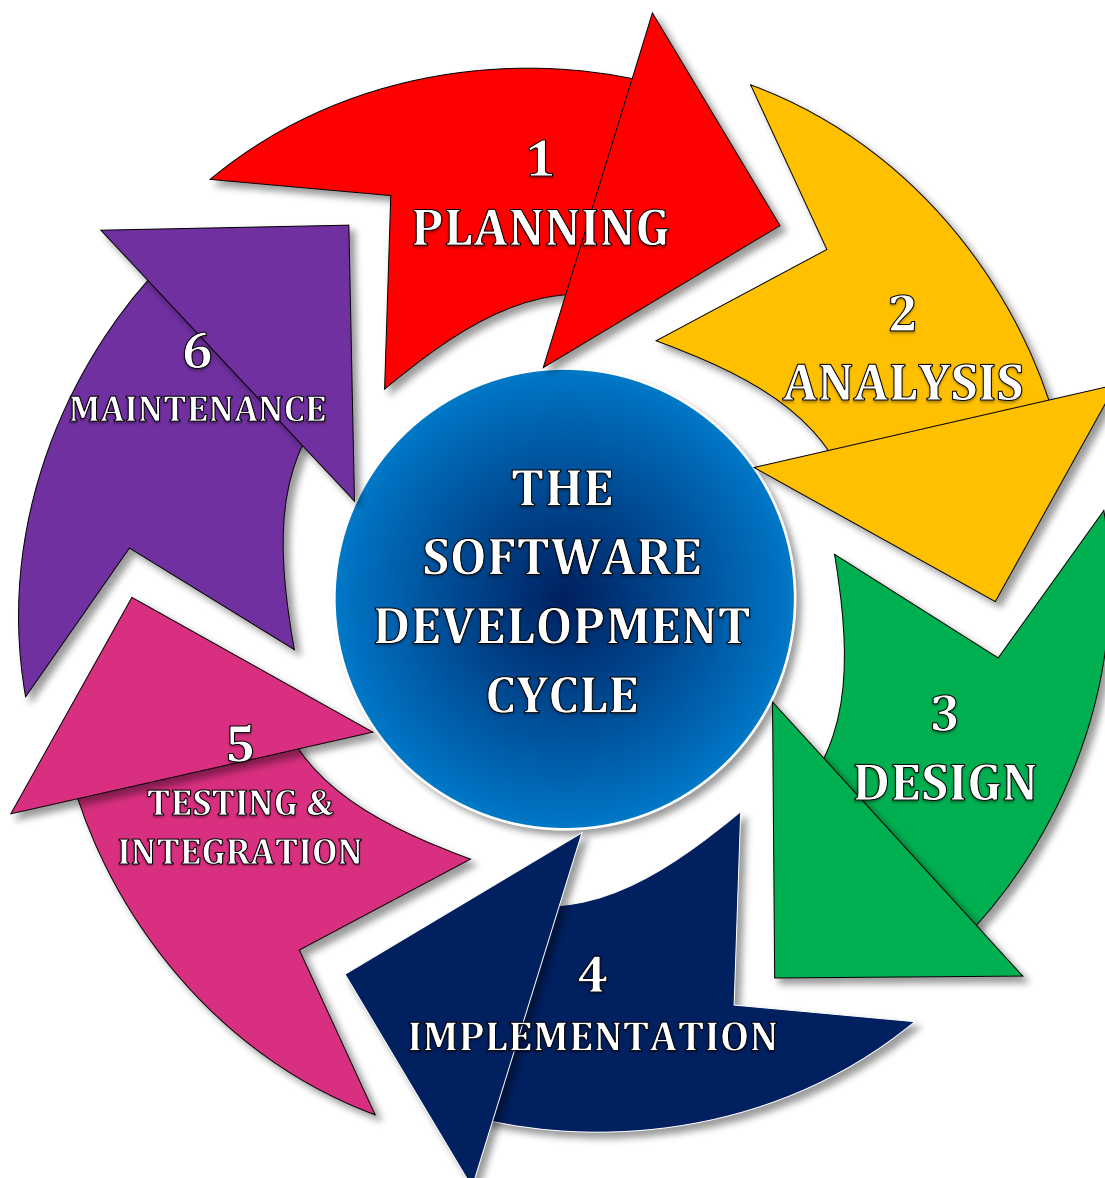 1
PLANNING
2
ANALYSIS
3
DESIGN
4
IMPLEMENTATION
5
TESTING &
INTEGRATION
6
MAINTENANCE
THE
SOFTWARE
DEVELOPMENT
CYCLE